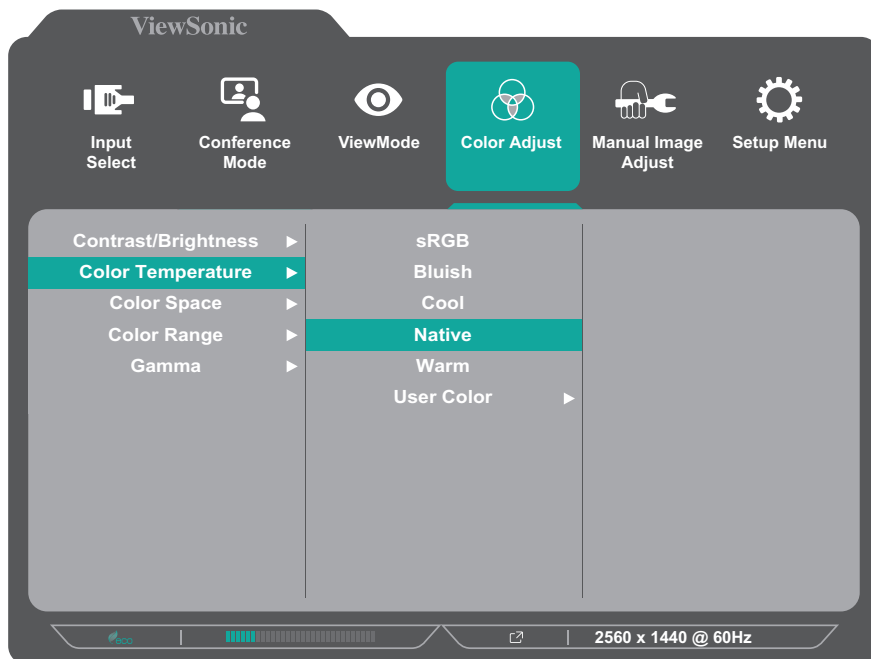 ViewSonic
Input Select
Conference Mode
ViewMode
Color Adjust
Manual Image Adjust
Setup Menu
Contrast/Brightness
Color Temperature
Color Space
Color Range
Gamma
sRGB
Bluish
Cool
Native
Warm
User Color
eco
2560 x 1440 @ 60Hz